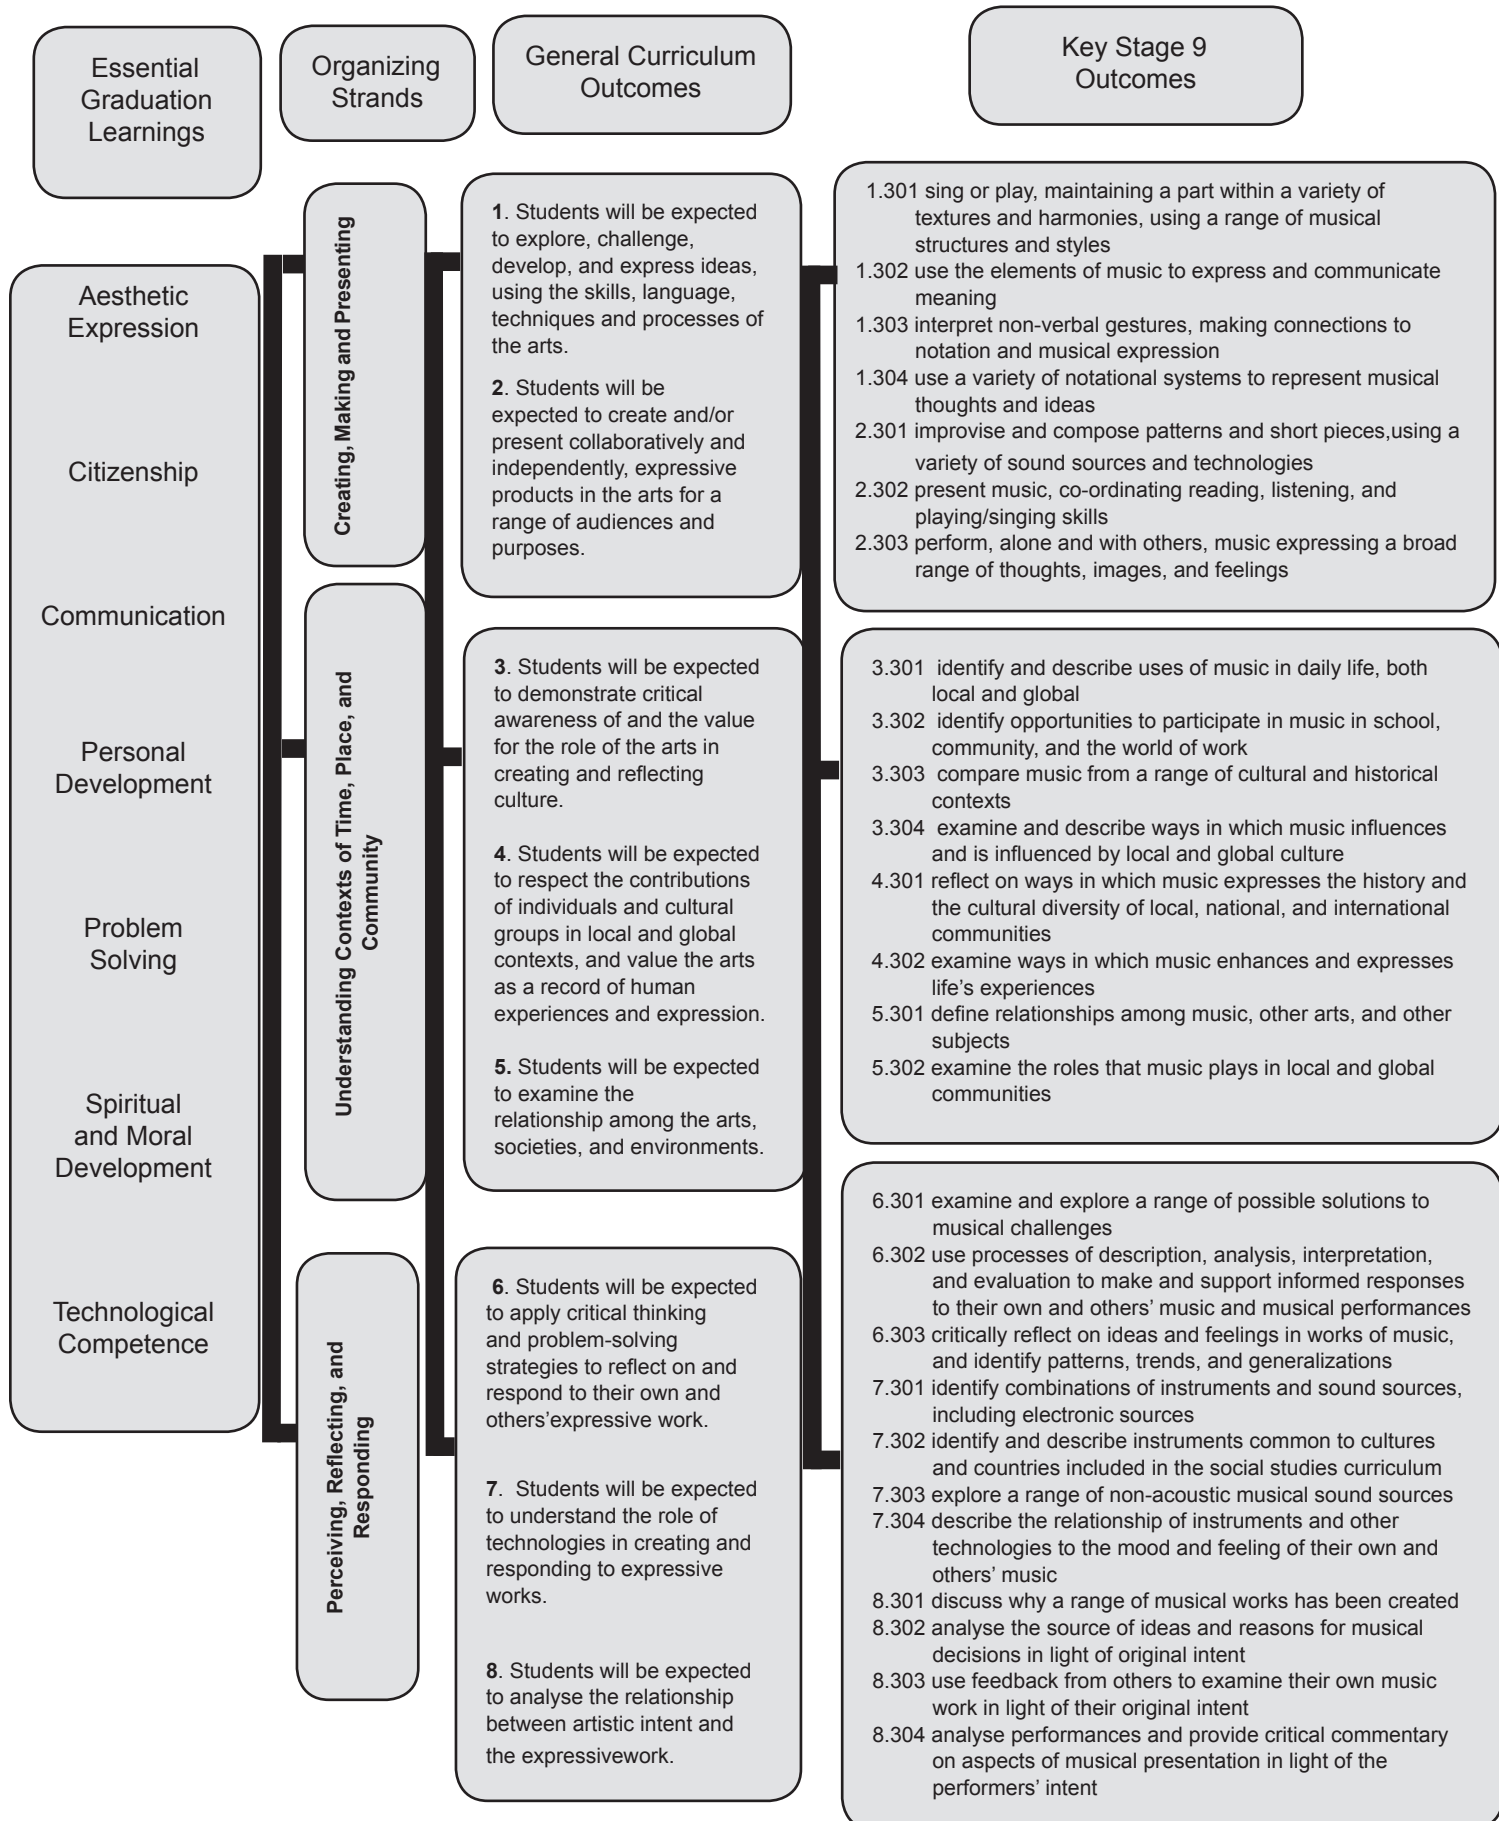 Essential
Graduation
Learnings
Organizing
Strands
General Curriculum
Outcomes
Key Stage 9
Outcomes
Aesthetic
Expression
Citizenship
Communication
Personal
Development
Problem
Solving
Spiritual
and Moral
Development
Technological
Competence
Creating, Making and Presenting
Understanding Contexts of Time, Place, and
Community
Perceiving, Reflecting, and
Responding
1. Students will be expected
to explore, challenge,
develop, and express ideas,
using the skills, language,
techniques and processes of
the arts.
2. Students will be
expected to create and/or
present collaboratively and
independently, expressive
products in the arts for a
range of audiences and
purposes.
3. Students will be expected
to demonstrate critical
awareness of and the value
for the role of the arts in
creating and reflecting
culture.
4. Students will be expected
to respect the contributions
of individuals and cultural
groups in local and global
contexts, and value the arts
as a record of human
experiences and expression.
5. Students will be expected
to examine the
relationship among the arts,
societies, and environments.
6. Students will be expected
to apply critical thinking
and problem-solving
strategies to reflect on and
respond to their own and
others'expressive work.
7. Students will be expected
to understand the role of
technologies in creating and
responding to expressive
works.
8. Students will be expected
to analyse the relationship
between artistic intent and
the expressivework.
1.301 sing or play, maintaining a part within a variety of
textures and harmonies, using a range of musical
structures and styles
1.302 use the elements of music to express and communicate
meaning
1.303 interpret non-verbal gestures, making connections to
notation and musical expression
1.304 use a variety of notational systems to represent musical
thoughts and ideas
2.301 improvise and compose patterns and short pieces,using a
variety of sound sources and technologies
2.302 present music, co-ordinating reading, listening, and
playing/singing skills
2.303 perform, alone and with others, music expressing a broad
range of thoughts, images, and feelings
3.301 identify and describe uses of music in daily life, both
local and global
3.302 identify opportunities to participate in music in school,
community, and the world of work
3.303 compare music from a range of cultural and historical
contexts
3.304 examine and describe ways in which music influences
and is influenced by local and global culture
4.301 reflect on ways in which music expresses the history and
the cultural diversity of local, national, and international
communities
4.302 examine ways in which music enhances and expresses
life's experiences
5.301 define relationships among music, other arts, and other
subjects
5.302 examine the roles that music plays in local and global
communities
6.301 examine and explore a range of possible solutions to
musical challenges
6.302 use processes of description, analysis, interpretation,
and evaluation to make and support informed responses
to their own and others' music and musical performances
6.303 critically reflect on ideas and feelings in works of music,
and identify patterns, trends, and generalizations
7.301 identify combinations of instruments and sound sources,
including electronic sources
7.302 identify and describe instruments common to cultures
and countries included in the social studies curriculum
7.303 explore a range of non-acoustic musical sound sources
7.304 describe the relationship of instruments and other
technologies to the mood and feeling of their own and
others' music
8.301 discuss why a range of musical works has been created
8.302 analyse the source of ideas and reasons for musical
decisions in light of original intent
8.303 use feedback from others to examine their own music
work in light of their original intent
8.304 analyse performances and provide critical commentary
on aspects of musical presentation in light of the
performers' intent